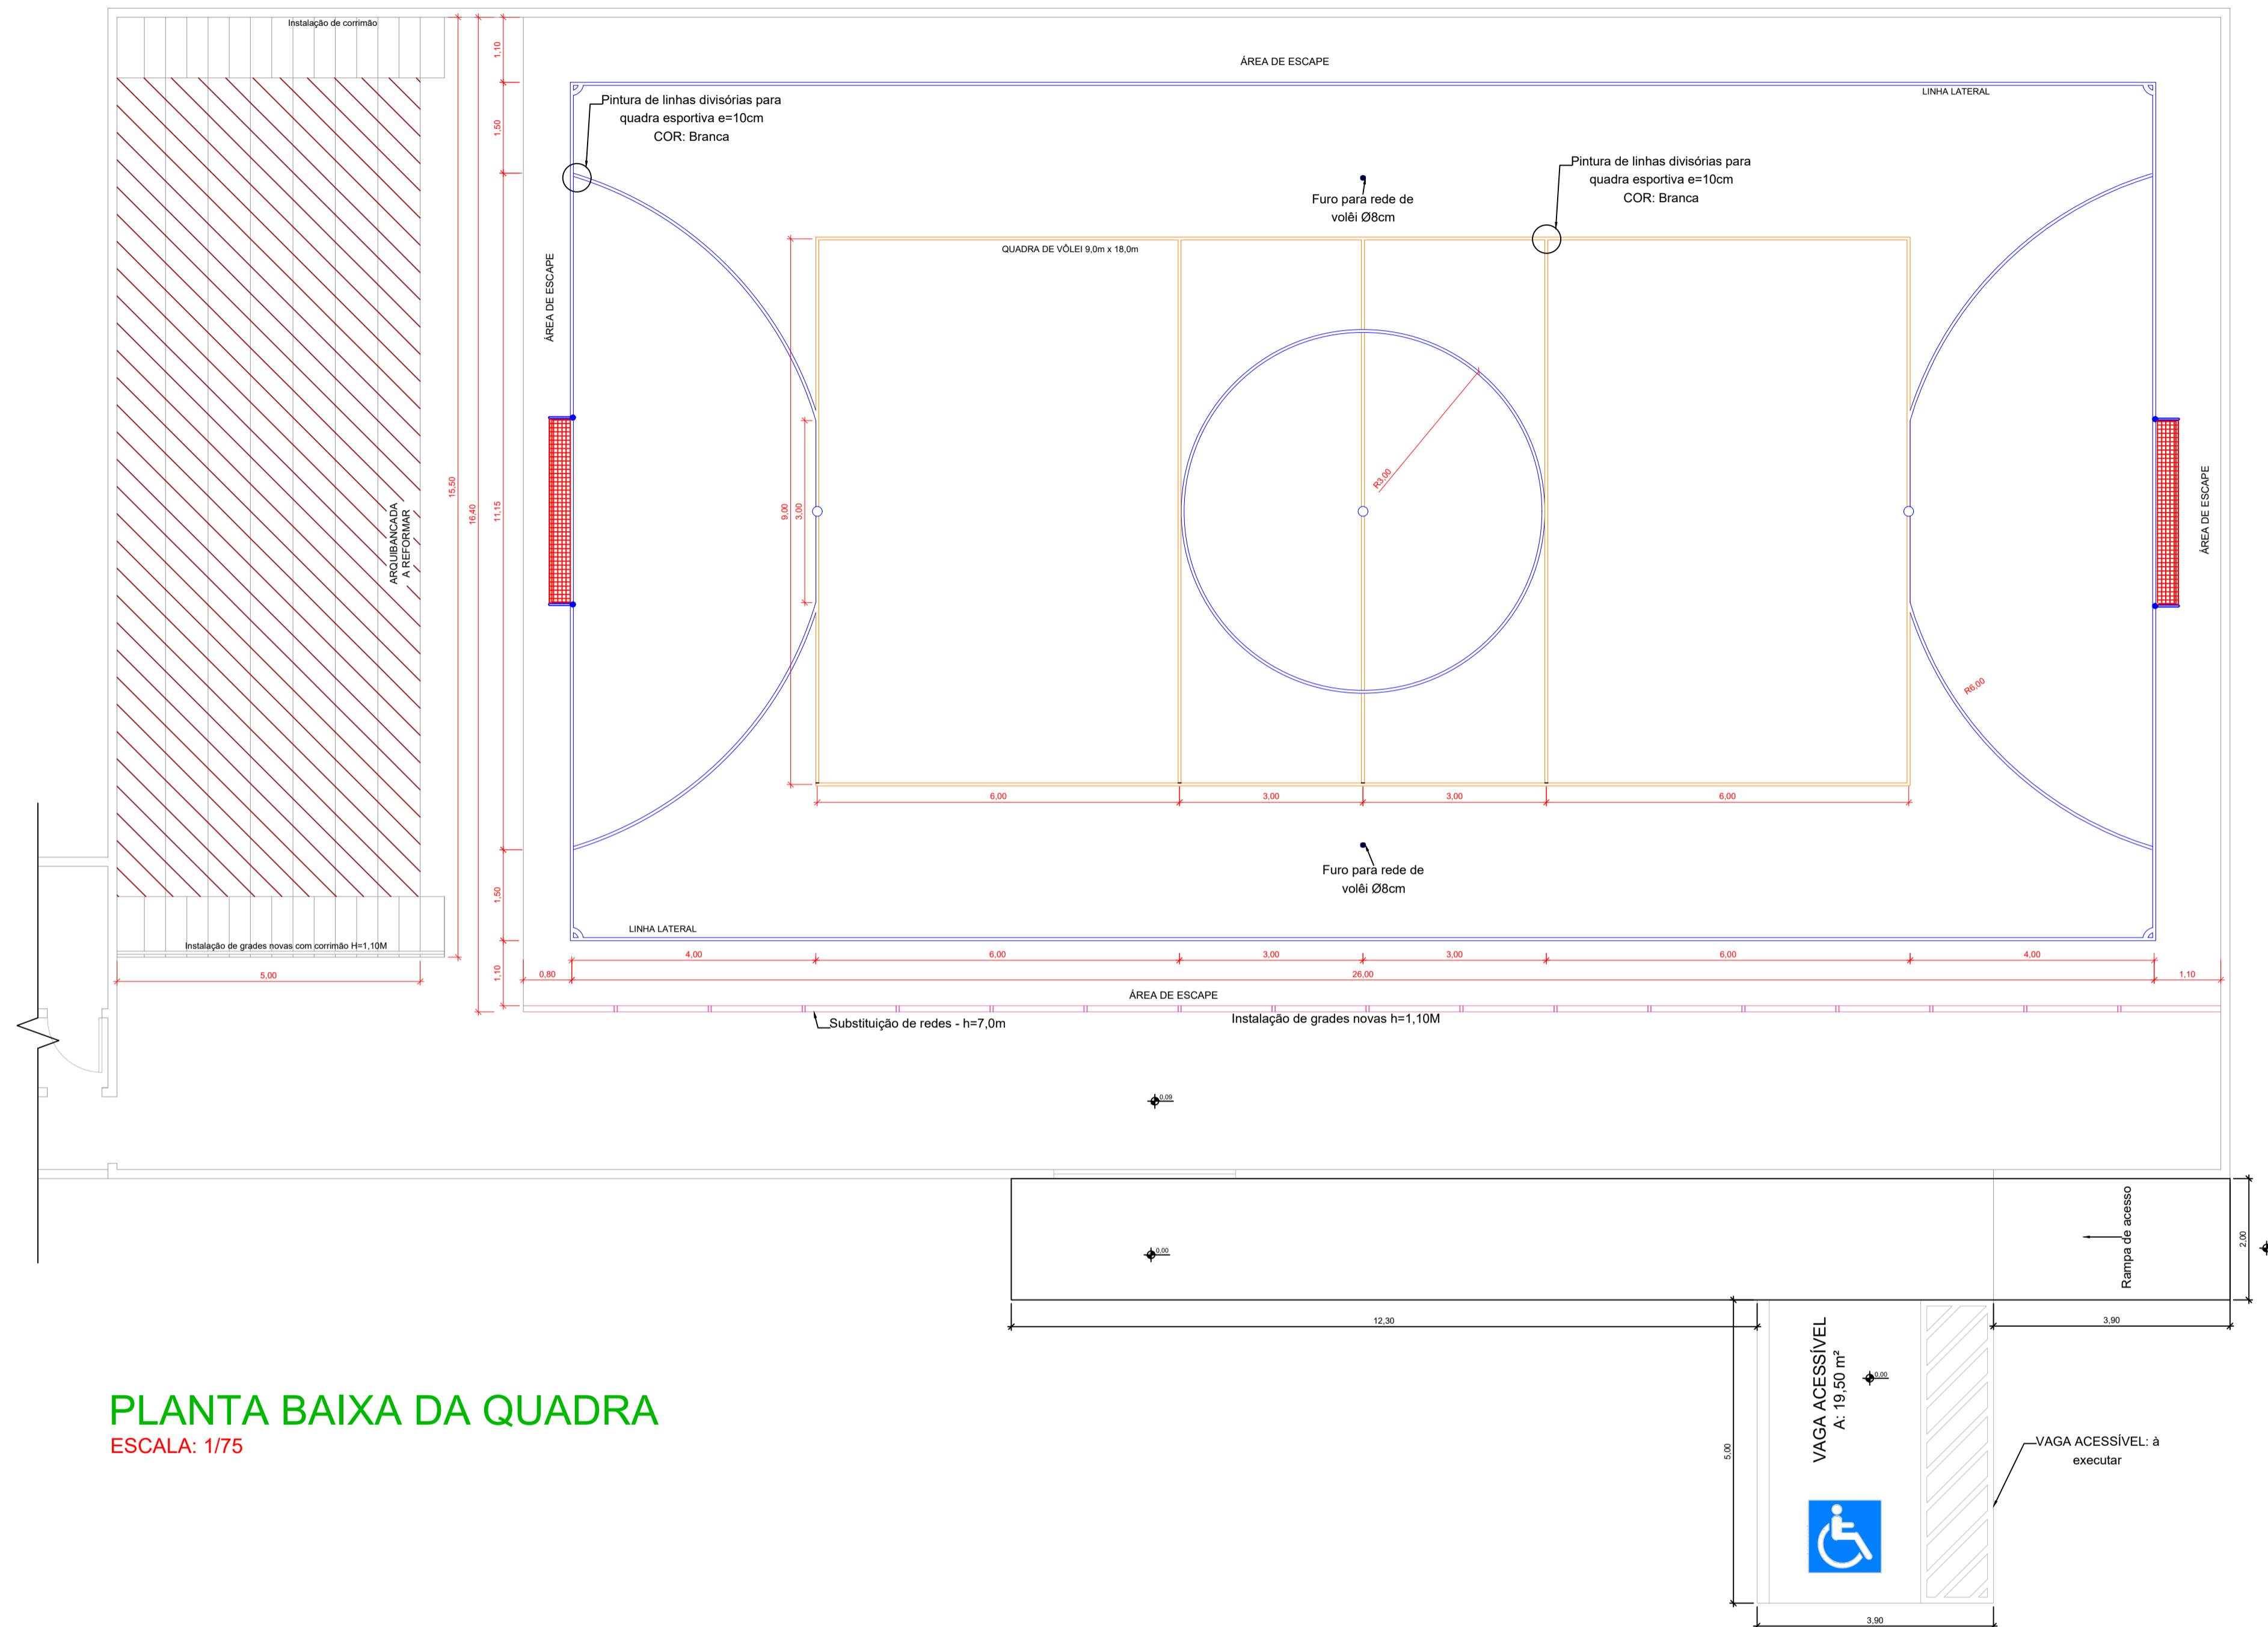 Instalação de corrimão
1,10
ÁREA DE ESCAPE
LINHA LATERAL
Pintura de linhas divisórias para
quadra esportiva e=10cm
COR: Branca
1,50
Pintura de linhas divisórias para
quadra esportiva e=10cm
COR: Branca
Furo para rede de
volêi Ø8cm
QUADRA DE VÔLEI 9,0m x 18,0m
ÁREA DE ESCAPE
R3,00
15,50
16,40
11,15
9,00
3,00
ÁREA DE ESCAPE
ARQUIBANCADA
A REFORMAR
R6,00
6,00
3,00
3,00
6,00
Furo para rede de
volêi Ø8cm
1,50
LINHA LATERAL
Instalação de grades novas com corrimão H=1,10M
4,00
6,00
3,00
3,00
6,00
4,00
5,00
1,10
0,80
26,00
1,10
ÁREA DE ESCAPE
Substituição de redes - h=7,0m
Instalação de grades novas h=1,10M
0,09
Rampa de acesso
2,00
0,00
12,30
3,90
VAGA ACESSÍVEL
A: 19,50 m²
0,00
5,00
PLANTA BAIXA DA QUADRA
ESCALA: 1/75
VAGA ACESSÍVEL: à
executar
3,90